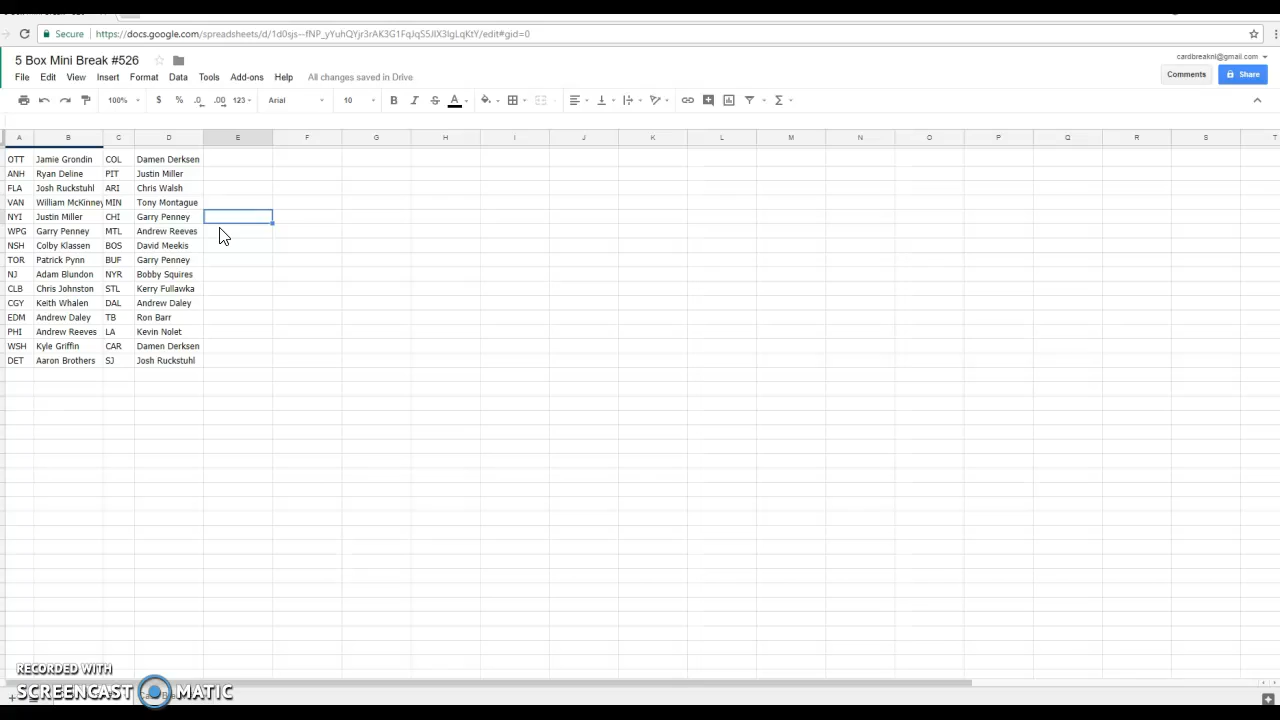 Secure https://docs.google.com/spreadsheets/d/1d0sjs--fNP_yYuhQYjr3rAK3G1FqJqS5JIX3IgLqKtY/edit#gid=0
5 Box Mini Break #526
cardbreaknl@gmail.com
File Edit View Insert Format Data Tools Add-ons Help All changes saved in Drive
Comments Share
100% $ % .0 .00 123 Arial 10 B I S A Σ
A B C D E F G H I J K L M N O P Q R S T
OTT Jamie Grondin COL Damen Derksen
ANH Ryan Deline PIT Justin Miller
FLA Josh Ruckstuhl ARI Chris Walsh
VAN William McKinney MIN Tony Montague
NYI Justin Miller CHI Garry Penney
WPG Garry Penney MTL Andrew Reeves
NSH Colby Klassen BOS David Meekis
TOR Patrick Pynn BUF Garry Penney
NJ Adam Blundon NYR Bobby Squires
CLB Chris Johnston STL Kerry Fullawka
CGY Keith Whalen DAL Andrew Daley
EDM Andrew Daley TB Ron Barr
PHI Andrew Reeves LA Kevin Nolet
WSH Kyle Griffin CAR Damen Derksen
DET Aaron Brothers SJ Josh Ruckstuhl
RECORDED WITH
SCREENCAST MATIC